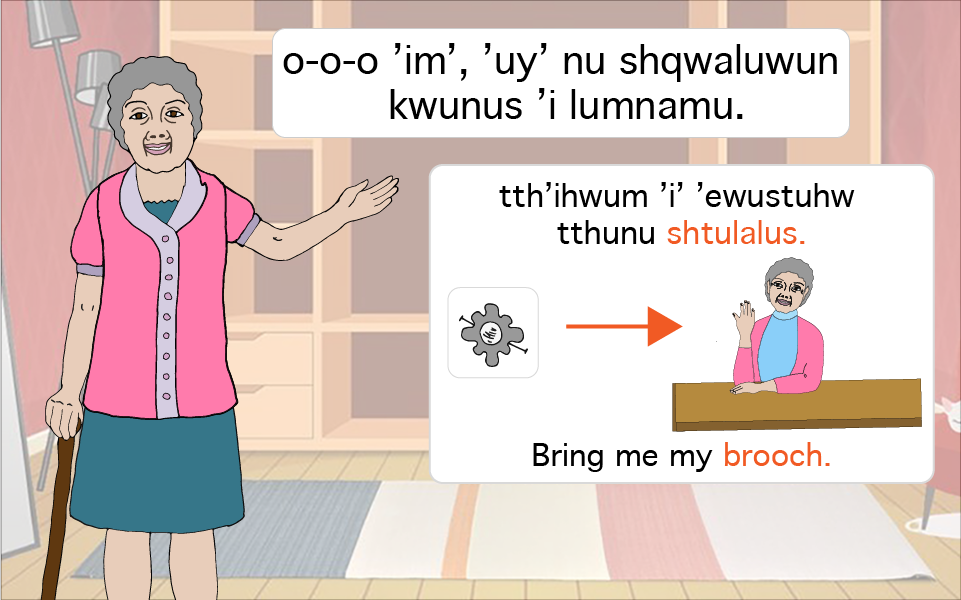 o-o-o ’im’, ’uy’ nu shqwaluwun
kwunus ’i lumnamu.
tth’ihwum ’i’ ’ewustuhw
tthunu shtulalus.
Bring me my brooch.